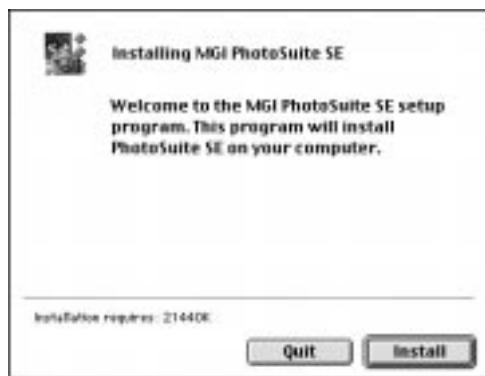 Installing MGI PhotoSuite SE
Welcome to the MGI PhotoSuite SE setup
program. This program will install
PhotoSuite SE on your computer.
Installation requires: 21440K
Quit
Install